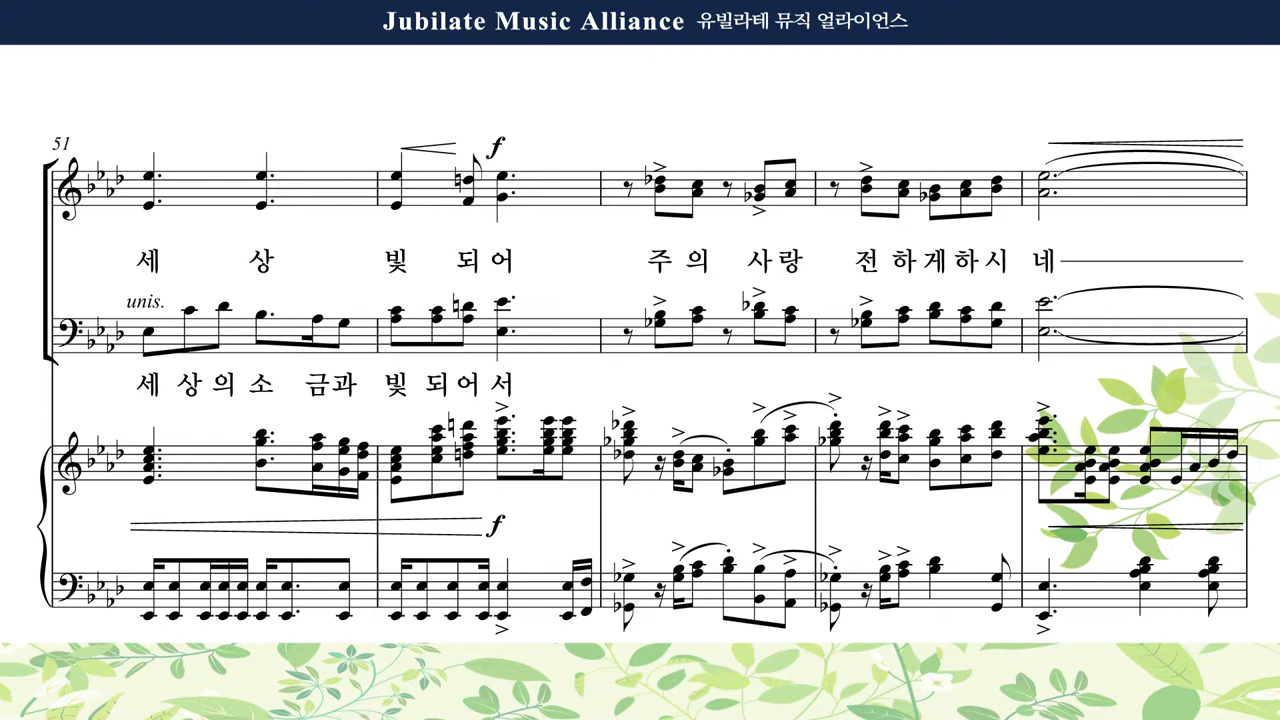 Jubilate Music Alliance 유빌라테 뮤직 얼라이언스
51
f
세 상 빛 되어 주의 사랑 전하게하시 네
unis.
세 상의 소 금과 빛 되어서
f